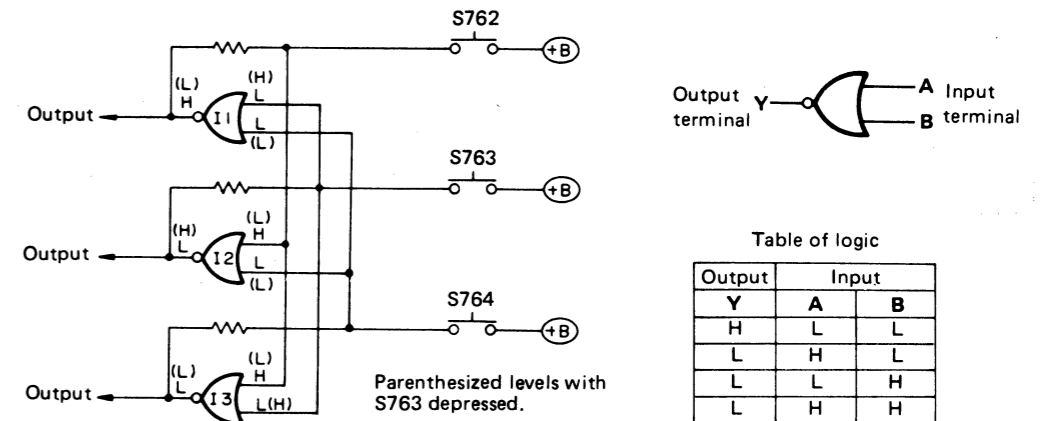 S762
+B
(L)
H
(H)
L
Output
I1
L
(L)
S763
+B
(H)
L
(L)
H
Output
I2
L
(L)
S764
+B
(L)
L
(L)
H
Output
I3
L(H)
Parenthesized levels with
S763 depressed.
Output
terminal
Y
A
B
Input
terminal
Table of logic
Output Input
Y A B
H L L
L H L
L L H
L H H